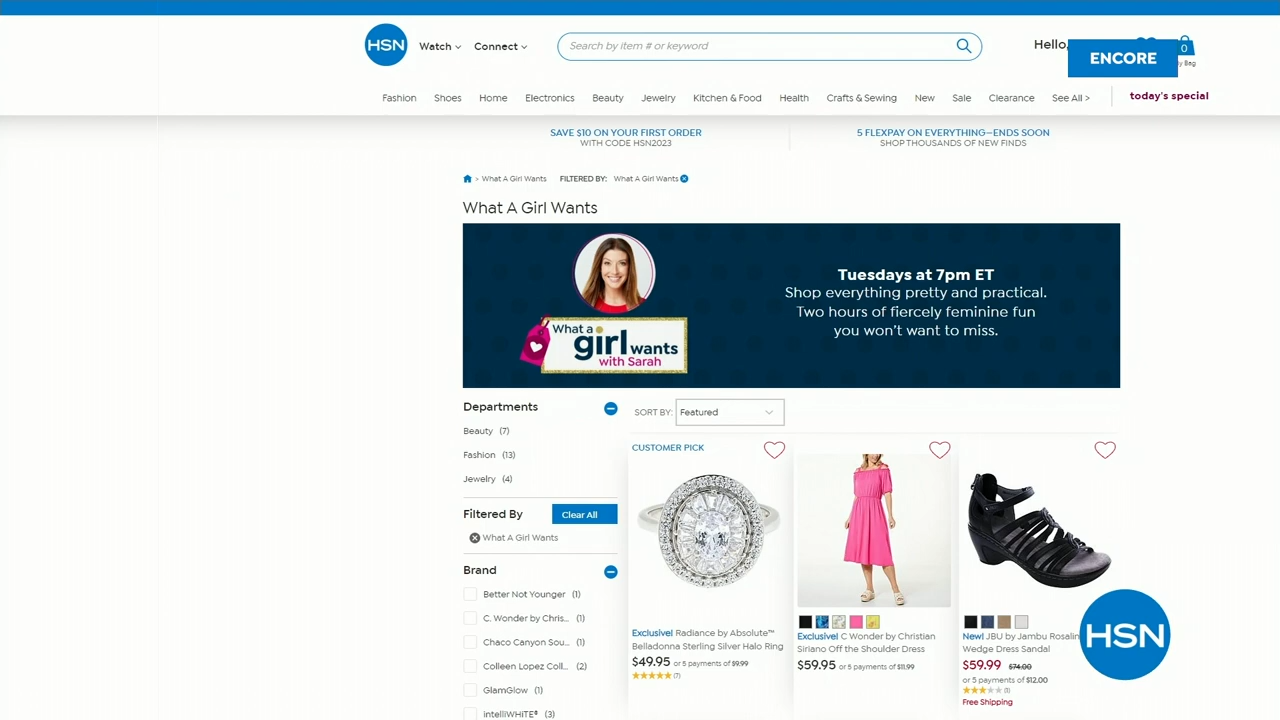 HSN
Watch
Connect
Search by item # or keyword
Hello,
ENCORE
0
Bag
Fashion
Shoes
Home
Electronics
Beauty
Jewelry
Kitchen & Food
Health
Crafts & Sewing
New
Sale
Clearance
See All >
today's special
SAVE $10 ON YOUR FIRST ORDER
WITH CODE HSN2023
5 FLEXPAY ON EVERYTHING—ENDS SOON
SHOP THOUSANDS OF NEW FINDS
> What A Girl Wants
FILTERED BY: What A Girl Wants
What A Girl Wants
What a
girl wants
with Sarah
Tuesdays at 7pm ET
Shop everything pretty and practical.
Two hours of fiercely feminine fun
you won't want to miss.
Departments
Beauty (7)
Fashion (13)
Jewelry (4)
Filtered By
Clear All
What A Girl Wants
Brand
Better Not Younger (1)
C. Wonder by Chris... (1)
Chaco Canyon Sou... (1)
Colleen Lopez Coll... (2)
GlamGlow (1)
intelliWHiTE® (3)
SORT BY: Featured
CUSTOMER PICK
Exclusive! Radiance by Absolute™
Belladonna Sterling Silver Halo Ring
$49.95 or 5 payments of $9.99
(7)
Exclusive! C Wonder by Christian
Siriano Off the Shoulder Dress
$59.95 or 5 payments of $11.99
New! JBU by Jambu Rosalin
Wedge Dress Sandal
$59.99 $74.00
or 5 payments of $12.00
Free Shipping
HSN